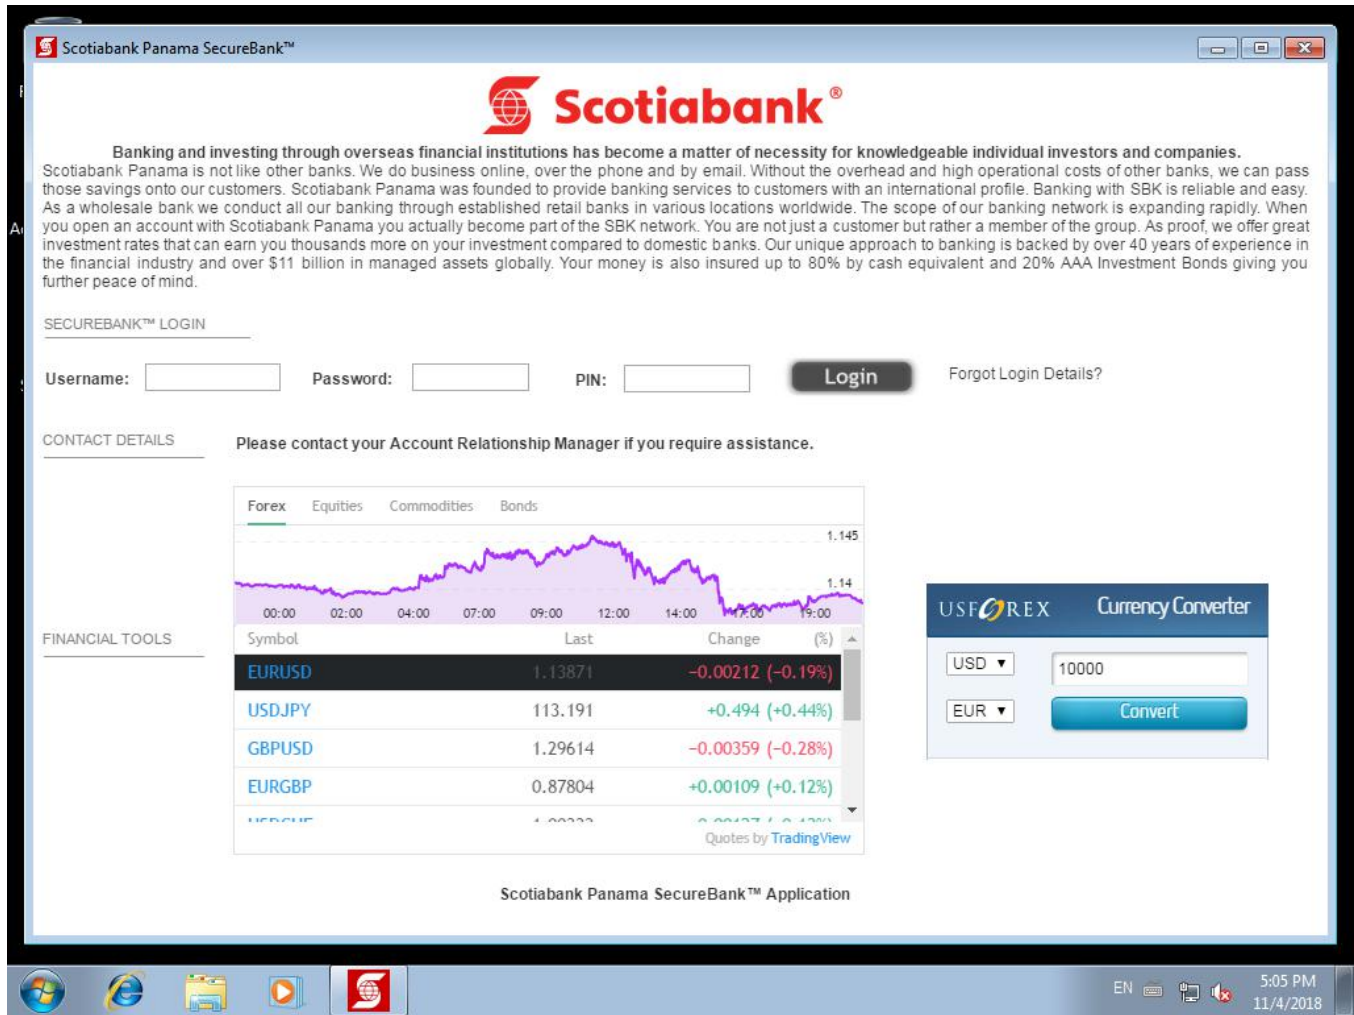 Scotiabank Panama SecureBank™
Scotiabank®
Banking and investing through overseas financial institutions has become a matter of necessity for knowledgeable individual investors and companies.
Scotiabank Panama is not like other banks. We do business online, over the phone and by email. Without the overhead and high operational costs of other banks, we can pass
those savings onto our customers. Scotiabank Panama was founded to provide banking services to customers with an international profile. Banking with SBK is reliable and easy.
As a wholesale bank we conduct all our banking through established retail banks in various locations worldwide. The scope of our banking network is expanding rapidly. When
you open an account with Scotiabank Panama you actually become part of the SBK network. You are not just a customer but rather a member of the group. As proof, we offer great
investment rates that can earn you thousands more on your investment compared to domestic banks. Our unique approach to banking is backed by over 40 years of experience in
the financial industry and over $11 billion in managed assets globally. Your money is also insured up to 80% by cash equivalent and 20% AAA Investment Bonds giving you
further peace of mind.
SECUREBANK™ LOGIN
Username: Password: PIN: Login Forgot Login Details?
CONTACT DETAILS Please contact your Account Relationship Manager if you require assistance.
Forex Equities Commodities Bonds
1.145
1.14
00:00 02:00 04:00 07:00 09:00 12:00 14:00 17:00 19:00
FINANCIAL TOOLS
Symbol Last Change (%)
EURUSD 1.13871 −0.00212 (−0.19%)
USDJPY 113.191 +0.494 (+0.44%)
GBPUSD 1.29614 −0.00359 (−0.28%)
EURGBP 0.87804 +0.00109 (+0.12%)
Quotes by TradingView
USFOREX Currency Converter
USD 10000
EUR Convert
Scotiabank Panama SecureBank™ Application
EN 5:05 PM
11/4/2018